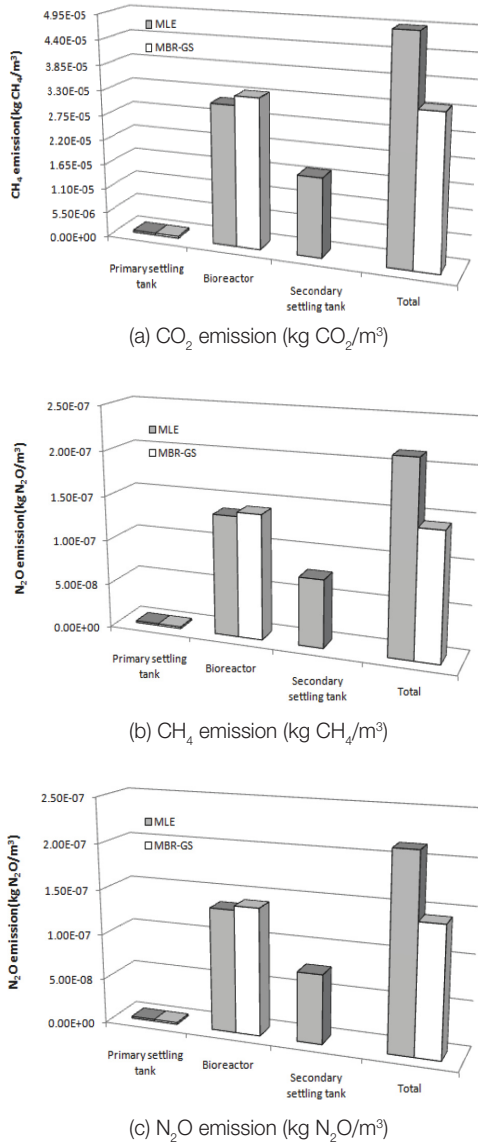 4.95E-05
4.40E-05
3.85E-05
3.30E-05
2.75E-05
2.20E-05
1.65E-05
1.10E-05
5.50E-06
0.00E+00
CH₄ emission(kg CH₄/m³)
MLE
MBR-GS
Primary settling
tank
Bioreactor
Secondary
settling tank
Total
(a) CO₂ emission (kg CO₂/m³)
2.50E-07
2.00E-07
1.50E-07
1.00E-07
5.00E-08
0.00E+00
N₂O emission(kg N₂O/m³)
MLE
MBR-GS
Primary settling
tank
Bioreactor
Secondary
settling tank
Total
(b) CH₄ emission (kg CH₄/m³)
2.50E-07
2.00E-07
1.50E-07
1.00E-07
5.00E-08
0.00E+00
N₂O emission(kg N₂O/m³)
MLE
MBR-GS
Primary settling
tank
Bioreactor
Secondary
settling tank
Total
(c) N₂O emission (kg N₂O/m³)